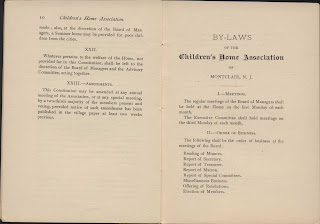 10 Children's Home Association
made; also, at the discretion of the Board of Man-
agers, a Summer home may be provided for poor chil-
dren from the cities.
XXII.
Whatever pertains to the welfare of the Home, not
provided for in this Constitution, shall be left to the
discretion of the Board of Managers and the Advisory
Committee, acting together.
XXIII.—Amendments.
This Constitution may be amended at any annual
meeting of the Association, or at any special meeting,
by a two-thirds majority of the members present and
voting, provided notice of such amendment has been
published in the village paper at least two weeks
previous.
BY-LAWS
OF THE
Children's Home Association
OF
MONTCLAIR, N. J.
I.—Meetings.
The regular meetings of the Board of Managers shall
be held at the Home on the first Monday of each
month.
The Executive Committee shall hold meetings on
the third Monday of each month.
II.—Order of Business.
The following shall be the order of business at the
meetings of the Board:
Reading of Minutes.
Report of Secretary.
Report of Treasurer.
Report of Matron.
Report of Special Committees.
Miscellaneous Business.
Offering of Resolutions.
Election of Members.